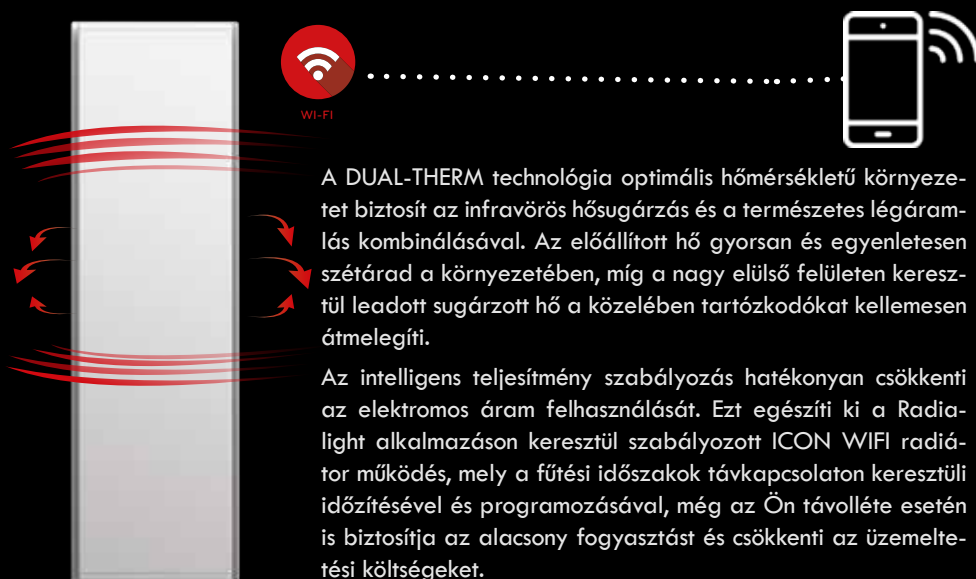 WI-FI
A DUAL-THERM technológia optimális hőmérsékletű környeze-
tet biztosít az infravörös hősugárzás és a természetes légáram-
lás kombinálásával. Az előállított hő gyorsan és egyenletesen
szétárad a környezetében, míg a nagy elülső felületen keresz-
tül leadott sugárzott hő a közelében tartózkodókat kellemesen
átmelegíti.
Az intelligens teljesítmény szabályozás hatékonyan csökkenti
az elektromos áram felhasználását. Ezt egészíti ki a Radia-
light alkalmazáson keresztül szabályozott ICON WIFI radiá-
tor működés, mely a fűtési időszakok távkapcsolaton keresztüli
időzítésével és programozásával, még az Ön távolléte esetén
is biztosítja az alacsony fogyasztást és csökkenti az üzemelte-
tési költségeket.